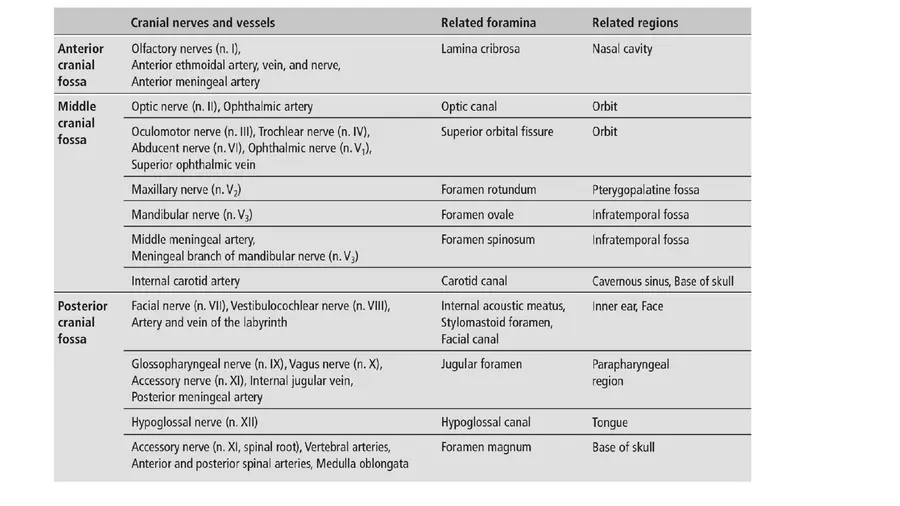 Cranial nerves and vessels Related foramina Related regions
Anterior cranial fossa
Olfactory nerves (n. I), Lamina cribrosa Nasal cavity
Anterior ethmoidal artery, vein, and nerve,
Anterior meningeal artery
Middle cranial fossa
Optic nerve (n. II), Ophthalmic artery Optic canal Orbit
Oculomotor nerve (n. III), Trochlear nerve (n. IV), Superior orbital fissure Orbit
Abducent nerve (n. VI), Ophthalmic nerve (n. V₁),
Superior ophthalmic vein
Maxillary nerve (n. V₂) Foramen rotundum Pterygopalatine fossa
Mandibular nerve (n. V₃) Foramen ovale Infratemporal fossa
Middle meningeal artery, Foramen spinosum Infratemporal fossa
Meningeal branch of mandibular nerve (n. V₃)
Internal carotid artery Carotid canal Cavernous sinus, Base of skull
Posterior cranial fossa
Facial nerve (n. VII), Vestibulocochlear nerve (n. VIII), Internal acoustic meatus, Inner ear, Face
Artery and vein of the labyrinth Stylomastoid foramen,
Facial canal
Glossopharyngeal nerve (n. IX), Vagus nerve (n. X), Jugular foramen Parapharyngeal
Accessory nerve (n. XI), Internal jugular vein, region
Posterior meningeal artery
Hypoglossal nerve (n. XII) Hypoglossal canal Tongue
Accessory nerve (n. XI, spinal root), Vertebral arteries, Foramen magnum Base of skull
Anterior and posterior spinal arteries, Medulla oblongata